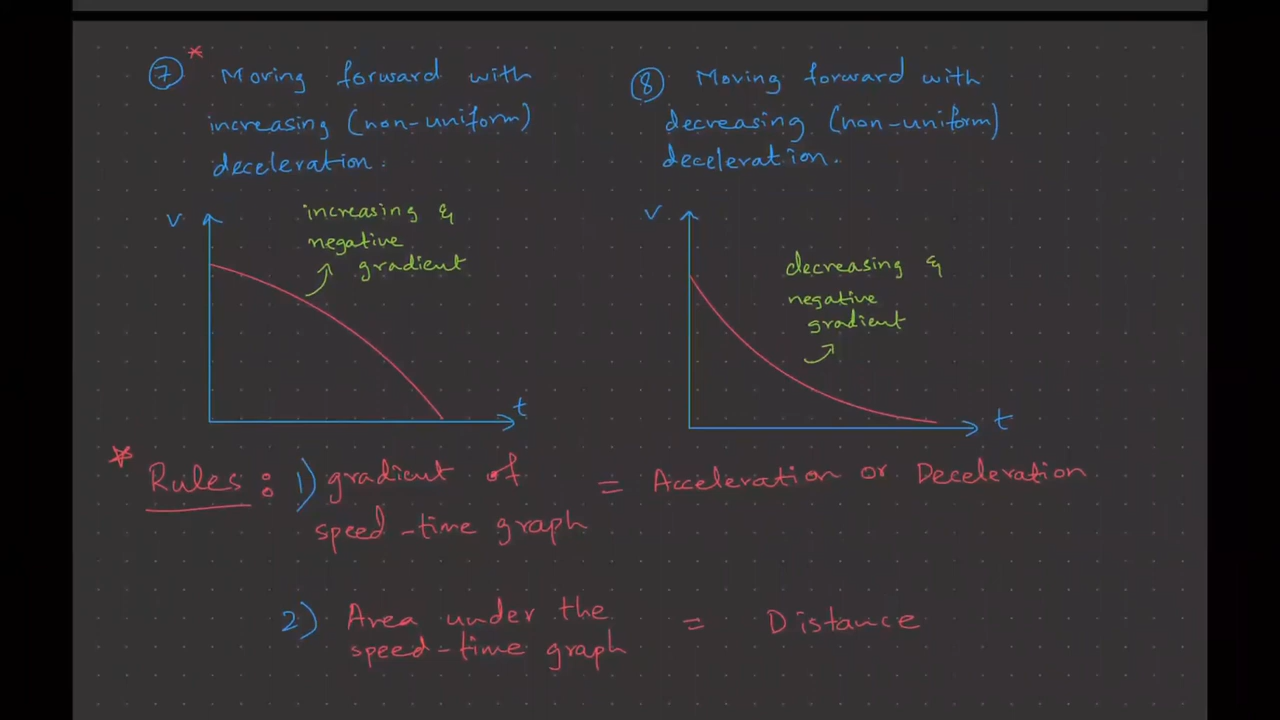 7 * Moving forward with
increasing (non-uniform)
deceleration.
v
increasing &
negative
gradient
t
8 Moving forward with
decreasing (non-uniform)
deceleration.
v
decreasing &
negative
gradient
t
* Rules: 1) gradient of
speed-time graph
= Acceleration or Deceleration
2) Area under the
speed-time graph
= Distance